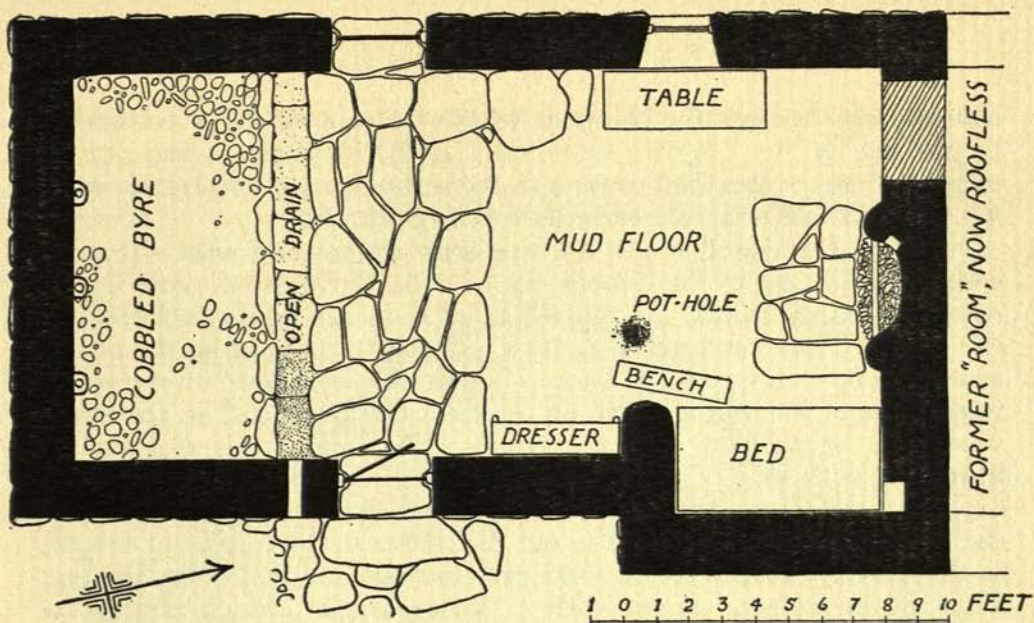 TABLE
COBBLED BYRE
OPEN DRAIN
MUD FLOOR
POT-HOLE
BENCH
DRESSER
BED
FORMER "ROOM", NOW ROOFLESS
1 0 1 2 3 4 5 6 7 8 9 10 FEET